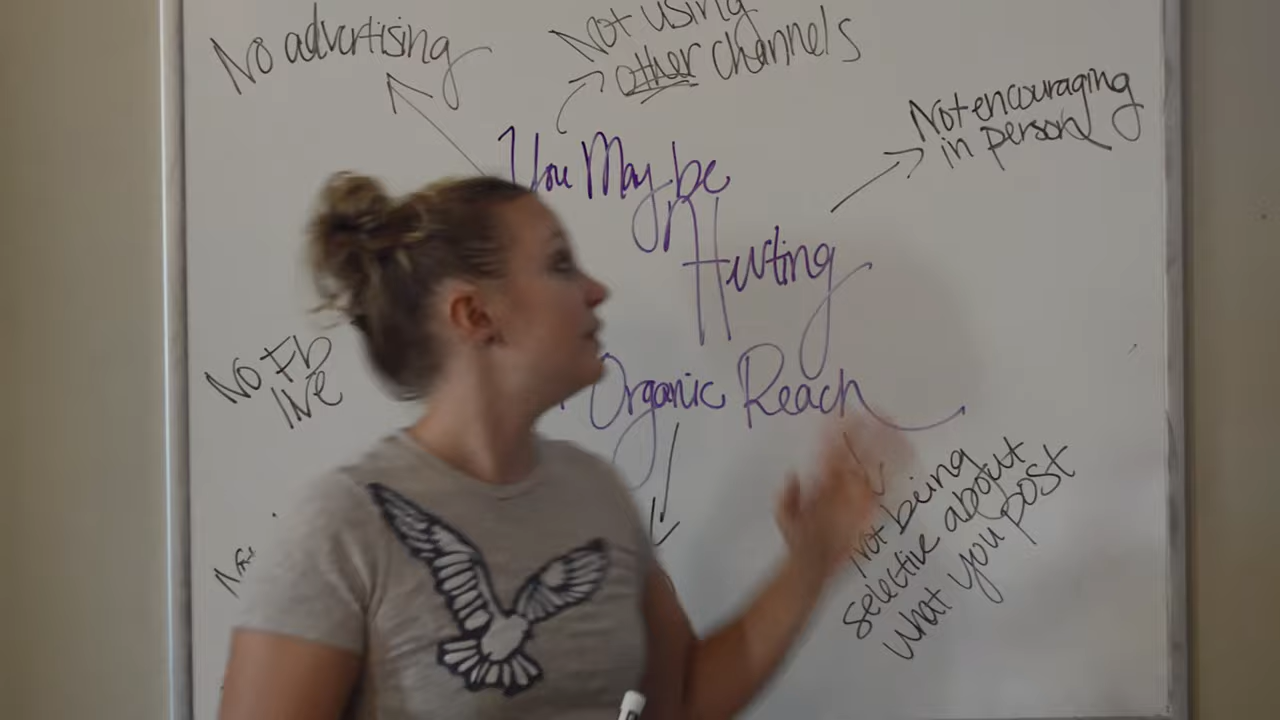 No advertising
Not using
other channels
Not encouraging
in person
You May be
Hurting
Organic Reach
No Fb
live
not being
selective about
what you post